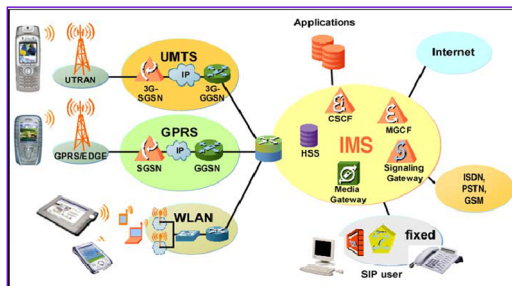 Applications
Internet
UMTS
UTRAN
3G-
SGSN
IP
3G-
GGSN
CSCF
MGCF
HSS
IMS
GPRS
GPRS/EDGE
SGSN
IP
GGSN
Signaling
Gateway
Media
Gateway
ISDN,
PSTN,
GSM
WLAN
fixed
SIP user